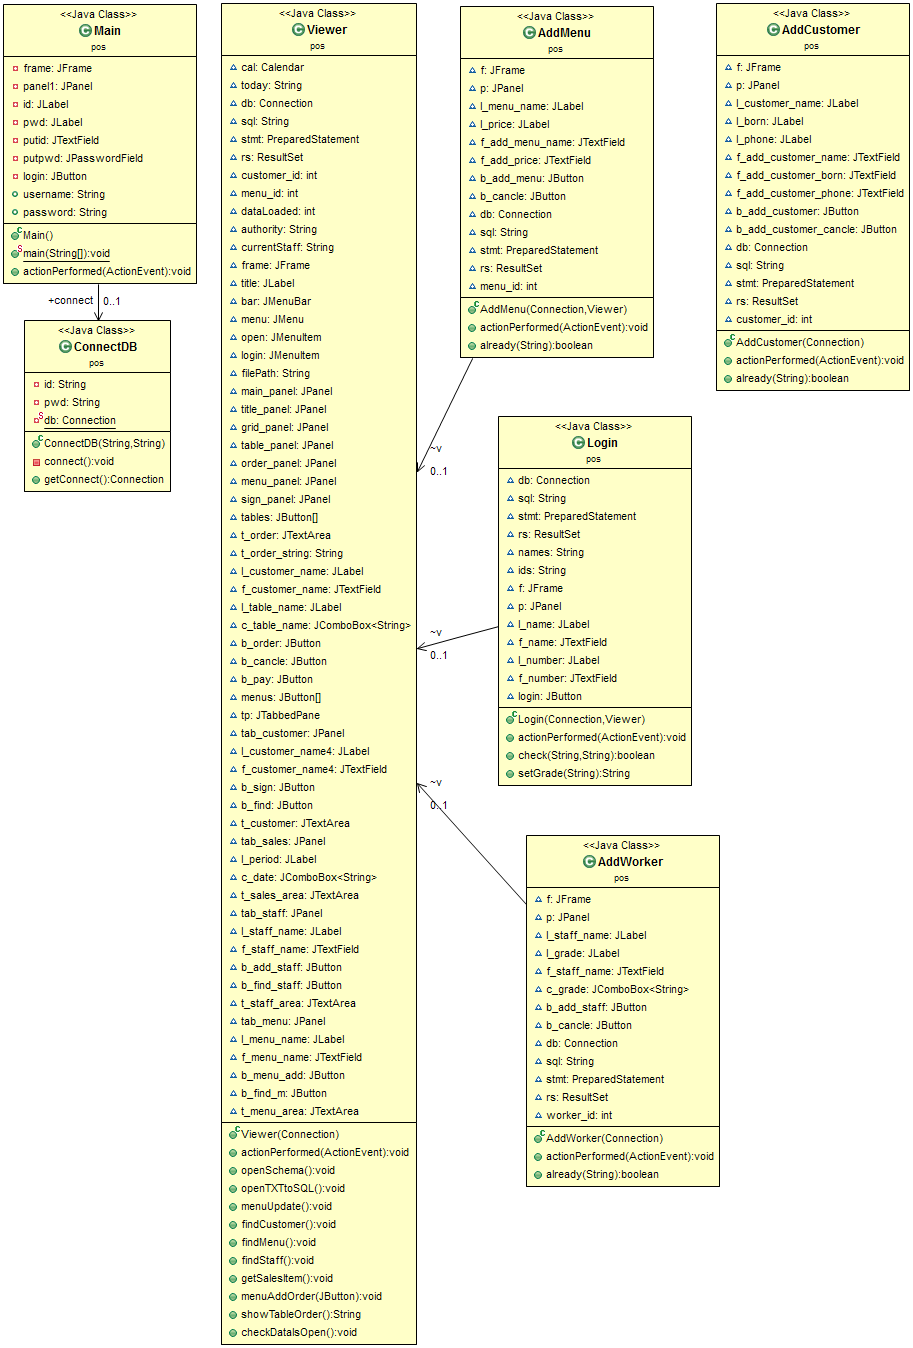 <<Java Class>>
Main
pos
frame: JFrame
panel1: JPanel
id: JLabel
pwd: JLabel
putid: JTextField
putpwd: JPasswordField
login: JButton
username: String
password: String
Main()
main(String[]):void
actionPerformed(ActionEvent):void
+connect
0..1
<<Java Class>>
ConnectDB
pos
id: String
pwd: String
db: Connection
ConnectDB(String,String)
connect():void
getConnect():Connection
<<Java Class>>
Viewer
pos
cal: Calendar
today: String
db: Connection
sql: String
stmt: PreparedStatement
rs: ResultSet
customer_id: int
menu_id: int
dataLoaded: int
authority: String
currentStaff: String
frame: JFrame
title: JLabel
bar: JMenuBar
menu: JMenu
open: JMenuItem
login: JMenuItem
filePath: String
main_panel: JPanel
title_panel: JPanel
grid_panel: JPanel
table_panel: JPanel
order_panel: JPanel
menu_panel: JPanel
sign_panel: JPanel
tables: JButton[]
t_order: JTextArea
t_order_string: String
l_customer_name: JLabel
f_customer_name: JTextField
l_table_name: JLabel
c_table_name: JComboBox<String>
b_order: JButton
b_cancle: JButton
b_pay: JButton
menus: JButton[]
tp: JTabbedPane
tab_customer: JPanel
l_customer_name4: JLabel
f_customer_name4: JTextField
b_sign: JButton
b_find: JButton
t_customer: JTextArea
tab_sales: JPanel
l_period: JLabel
c_date: JComboBox<String>
t_sales_area: JTextArea
tab_staff: JPanel
l_staff_name: JLabel
f_staff_name: JTextField
b_add_staff: JButton
b_find_staff: JButton
t_staff_area: JTextArea
tab_menu: JPanel
l_menu_name: JLabel
f_menu_name: JTextField
b_menu_add: JButton
b_find_m: JButton
t_menu_area: JTextArea
Viewer(Connection)
actionPerformed(ActionEvent):void
openSchema():void
openTXTtoSQL():void
menuUpdate():void
findCustomer():void
findMenu():void
findStaff():void
getSalesItem():void
menuAddOrder(JButton):void
showTableOrder():String
checkDataIsOpen():void
<<Java Class>>
AddMenu
pos
f: JFrame
p: JPanel
l_menu_name: JLabel
l_price: JLabel
f_add_menu_name: JTextField
f_add_price: JTextField
b_add_menu: JButton
b_cancle: JButton
db: Connection
sql: String
stmt: PreparedStatement
rs: ResultSet
menu_id: int
AddMenu(Connection,Viewer)
actionPerformed(ActionEvent):void
already(String):boolean
~v
0..1
<<Java Class>>
AddCustomer
pos
f: JFrame
p: JPanel
l_customer_name: JLabel
l_born: JLabel
l_phone: JLabel
f_add_customer_name: JTextField
f_add_customer_born: JTextField
f_add_customer_phone: JTextField
b_add_customer: JButton
b_add_customer_cancle: JButton
db: Connection
sql: String
stmt: PreparedStatement
rs: ResultSet
customer_id: int
AddCustomer(Connection)
actionPerformed(ActionEvent):void
already(String):boolean
<<Java Class>>
Login
pos
db: Connection
sql: String
stmt: PreparedStatement
rs: ResultSet
names: String
ids: String
f: JFrame
p: JPanel
l_name: JLabel
f_name: JTextField
l_number: JLabel
f_number: JTextField
login: JButton
Login(Connection,Viewer)
actionPerformed(ActionEvent):void
check(String,String):boolean
setGrade(String):String
~v
0..1
<<Java Class>>
AddWorker
pos
f: JFrame
p: JPanel
l_staff_name: JLabel
l_grade: JLabel
f_staff_name: JTextField
c_grade: JComboBox<String>
b_add_staff: JButton
b_cancle: JButton
db: Connection
sql: String
stmt: PreparedStatement
rs: ResultSet
worker_id: int
AddWorker(Connection)
actionPerformed(ActionEvent):void
already(String):boolean
~v
0..1